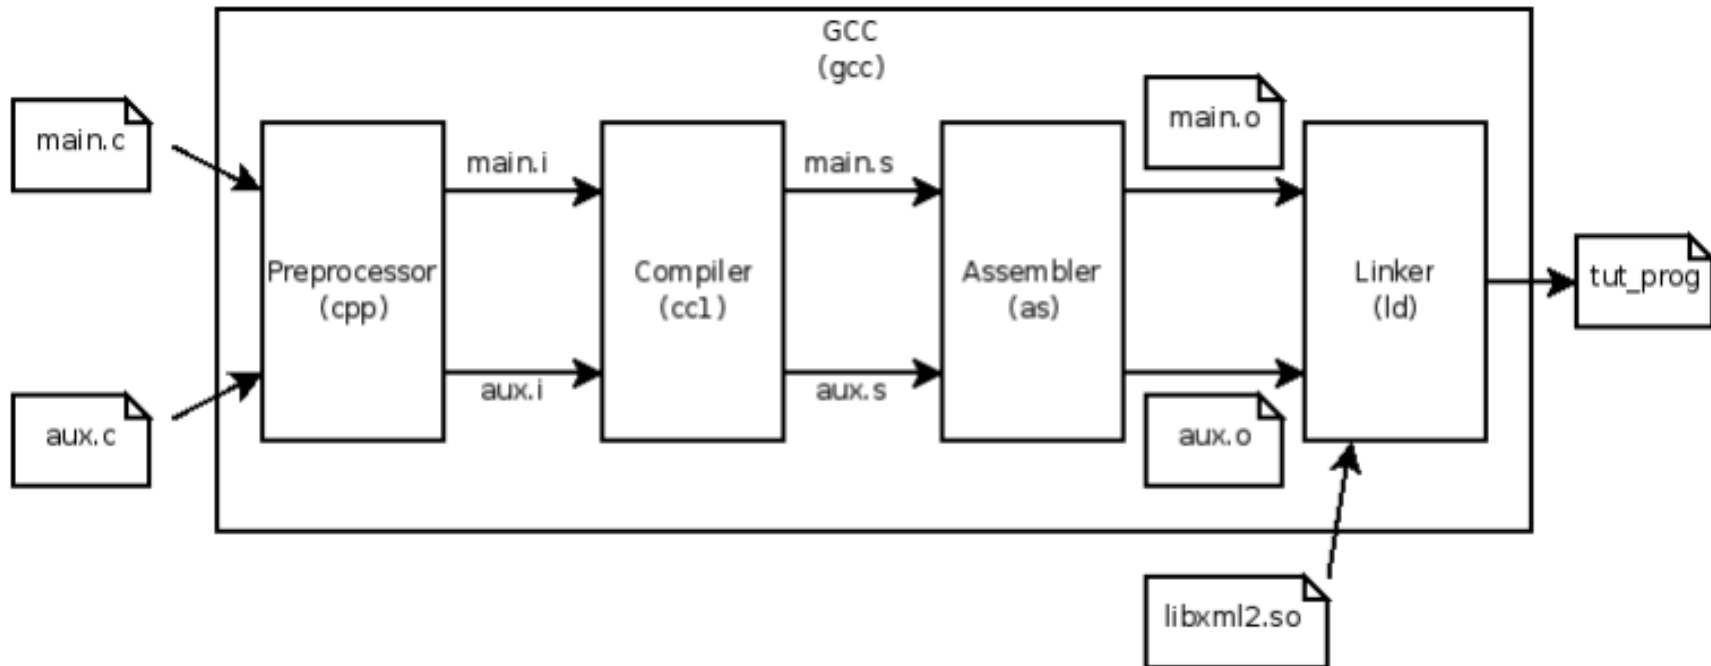 GCC
(gcc)
main.c
main.i
main.s
main.o
Preprocessor
(cpp)
Compiler
(cc1)
Assembler
(as)
Linker
(ld)
tut_prog
aux.c
aux.i
aux.s
aux.o
libxml2.so